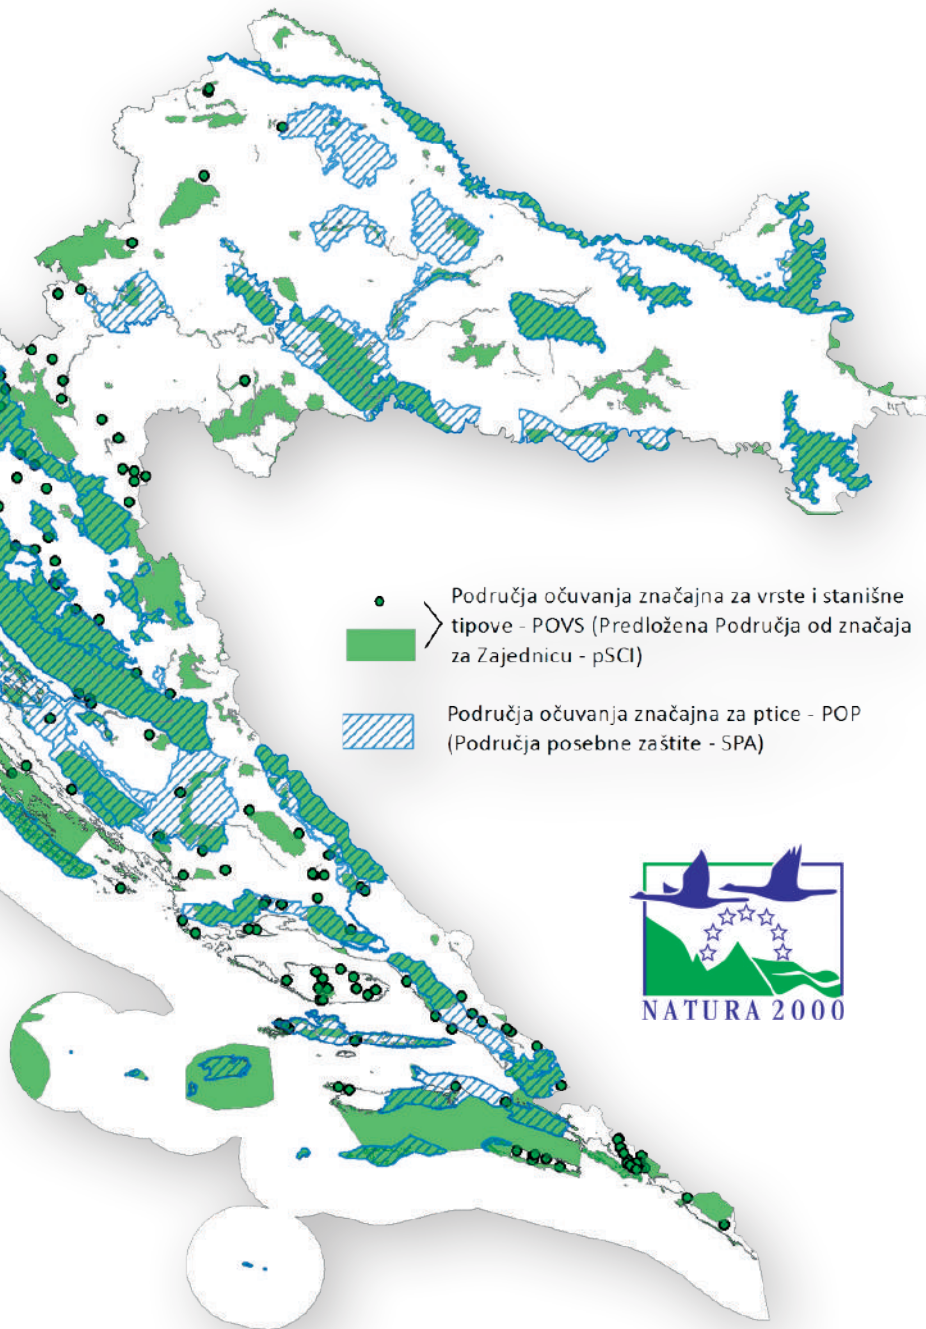 Područja očuvanja značajna za vrste i stanišne
tipove - POVS (Predložena Područja od značaja
za Zajednicu - pSCI)
Područja očuvanja značajna za ptice - POP
(Područja posebne zaštite - SPA)
NATURA 2000